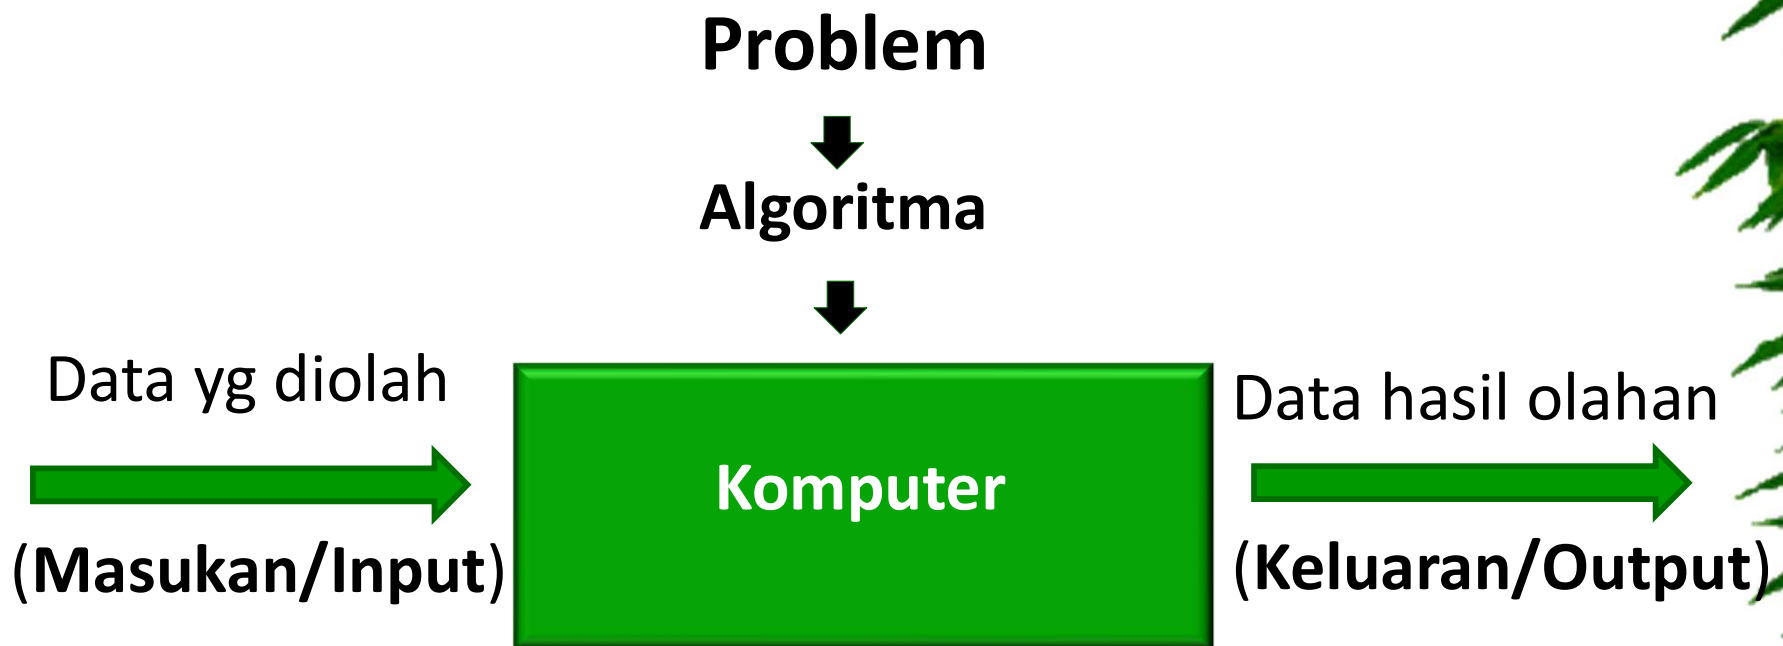 Problem
Algoritma
Data yg diolah
Data hasil olahan
Komputer
(Masukan/Input)
(Keluaran/Output)